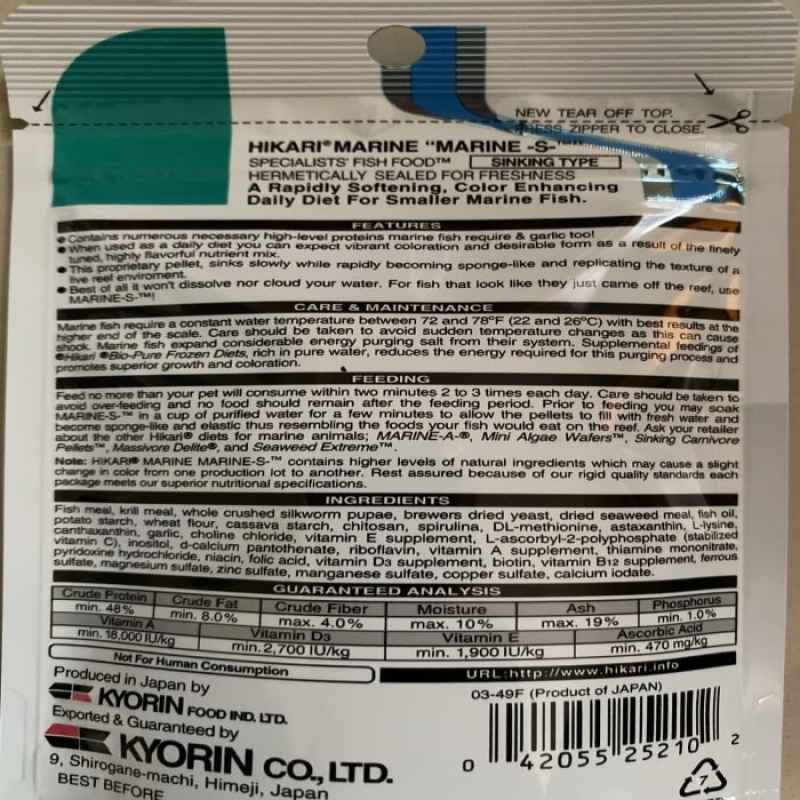 NEW TEAR OFF TOP.
PRESS ZIPPER TO CLOSE.
HIKARI® MARINE "MARINE -S-™"
SPECIALISTS' FISH FOOD™ SINKING TYPE
HERMETICALLY SEALED FOR FRESHNESS
A Rapidly Softening, Color Enhancing
Daily Diet For Smaller Marine Fish.
FEATURES
● Contains numerous necessary high-level proteins marine fish require & garlic too!
● When used as a daily diet you can expect vibrant coloration and desirable form as a result of the finely
tuned, highly flavorful nutrient mix.
● This proprietary pellet, sinks slowly while rapidly becoming sponge-like and replicating the texture of a
live reef enviroment.
● Best of all it won't dissolve nor cloud your water. For fish that look like they just came off the reef, use
MARINE-S-™!
CARE & MAINTENANCE
Marine fish require a constant water temperature between 72 and 78°F (22 and 26°C) with best results at the
higher end of the scale. Care should be taken to avoid sudden temperature changes as this can cause
shock. Marine fish expand considerable energy purging salt from their system. Supplemental feedings of
®Hikari ®Bio-Pure Frozen Diets, rich in pure water, reduces the energy required for this purging process and
promotes superior growth and coloration.
FEEDING
Feed no more than your pet will consume within two minutes 2 to 3 times each day. Care should be taken to
avoid over-feeding and no food should remain after the feeding period. Prior to feeding you may soak
MARINE-S-™ in a cup of purified water for a few minutes to allow the pellets to fill with fresh water and
become sponge-like and elastic thus resembling the foods your fish would eat on the reef. Ask your retailer
about the other Hikari® diets for marine animals; MARINE-A-®, Mini Algae Wafers™, Sinking Carnivore
Pellets™, Massivore Delite®, and Seaweed Extreme™.
Note: HIKARI® MARINE MARINE-S-™ contains higher levels of natural ingredients which may cause a slight
change in color from one production lot to another. Rest assured because of our rigid quality standards each
package meets our superior nutritional specifications.
INGREDIENTS
Fish meal, krill meal, whole crushed silkworm pupae, brewers dried yeast, dried seaweed meal, fish oil,
potato starch, wheat flour, cassava starch, chitosan, spirulina, DL-methionine, astaxanthin, L-lysine,
canthaxanthin, garlic, choline chloride, vitamin E supplement, L-ascorbyl-2-polyphosphate (stabilized
vitamin C), inositol, d-calcium pantothenate, riboflavin, vitamin A supplement, thiamine mononitrate,
pyridoxine hydrochloride, niacin, folic acid, vitamin D3 supplement, biotin, vitamin B12 supplement, ferrous
sulfate, magnesium sulfate, zinc sulfate, manganese sulfate, copper sulfate, calcium iodate.
GUARANTEED ANALYSIS
Crude Protein Crude Fat Crude Fiber Moisture Ash Phosphorus
min. 48% min. 8.0% max. 4.0% max. 10% max. 19% min. 1.0%
Vitamin A Vitamin D3 Vitamin E Ascorbic Acid
min. 18,000 IU/kg min. 2,700 IU/kg min. 1,900 IU/kg min. 470 mg/kg
Not For Human Consumption
URL:http://www.hikari.info
Produced in Japan by
KYORIN FOOD IND. LTD.
Exported & Guaranteed by
KYORIN CO., LTD.
9, Shirogane-machi, Himeji, Japan
BEST BEFORE
03-49F (Product of JAPAN)
0 42055 25210 2
7